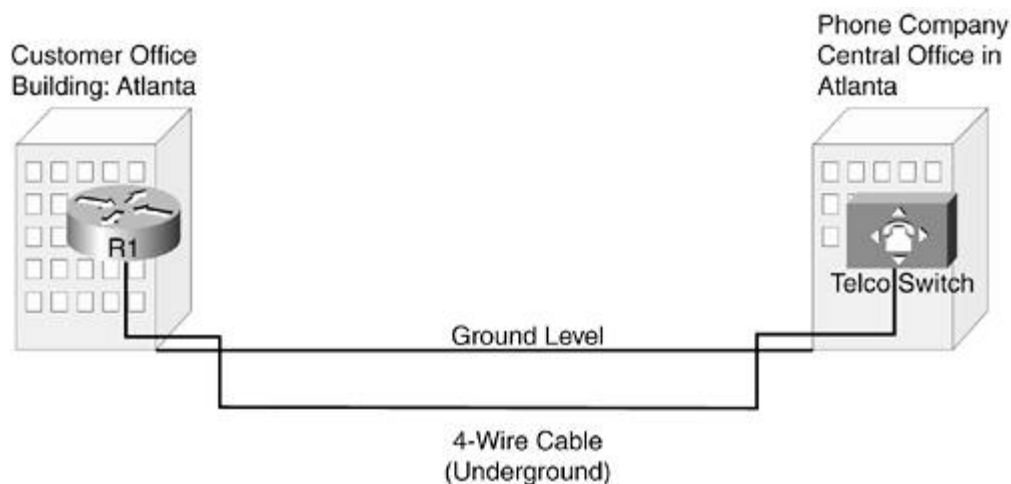 Customer Office
Building: Atlanta
Phone Company
Central Office in
Atlanta
R1
Telco Switch
Ground Level
4-Wire Cable
(Underground)